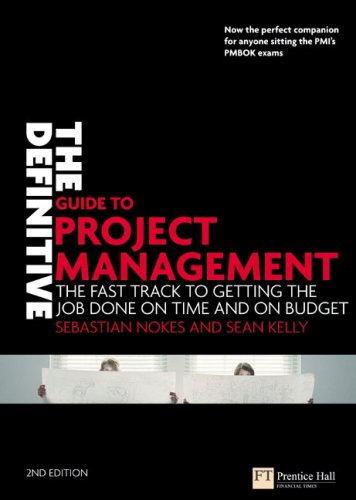 Now the perfect companion
for anyone sitting the PMI's
PMBOK exams
THE
DEFINITIVE
GUIDE TO
PROJECT
MANAGEMENT
THE FAST TRACK TO GETTING THE
JOB DONE ON TIME AND ON BUDGET
SEBASTIAN NOKES AND SEAN KELLY
2ND EDITION
FT Prentice Hall
FINANCIAL TIMES